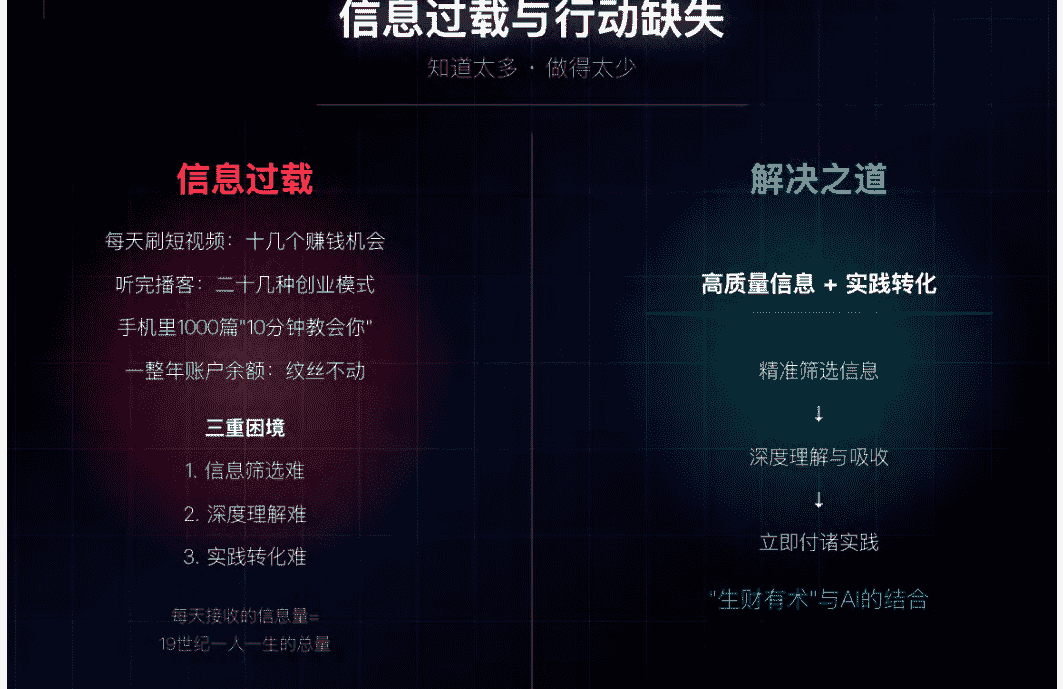 信息过载与行动缺失
知道太多 · 做得太少
信息过载
每天刷短视频：十几个赚钱机会
听完播客：二十几种创业模式
手机里1000篇"10分钟教会你"
一整年账户余额：纹丝不动
三重困境
1. 信息筛选难
2. 深度理解难
3. 实践转化难
每天接收的信息量=
19世纪一人一生的总量
解决之道
高质量信息 + 实践转化
精准筛选信息
↓
深度理解与吸收
↓
立即付诸实践
"生财有术"与AI的结合